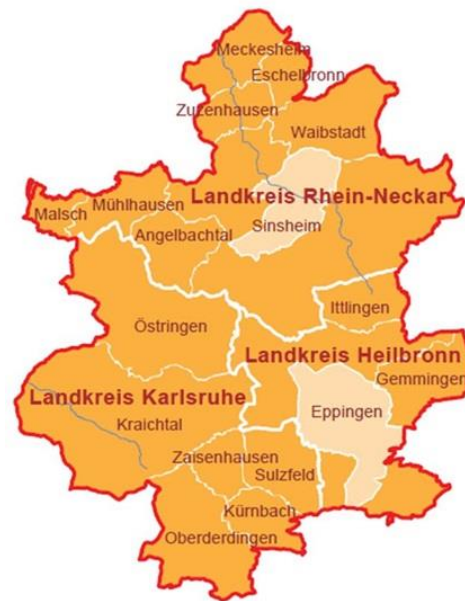 Meckesheim
Eschelbronn
Zuzenhausen
Waibstadt
Landkreis Rhein-Neckar
Mühlhausen
Malsch
Sinsheim
Angelbachtal
Ittlingen
Östringen
Landkreis Heilbronn
Gemmingen
Landkreis Karlsruhe
Eppingen
Kraichtal
Zaisenhausen
Sulzfeld
Kürnbach
Oberderdingen